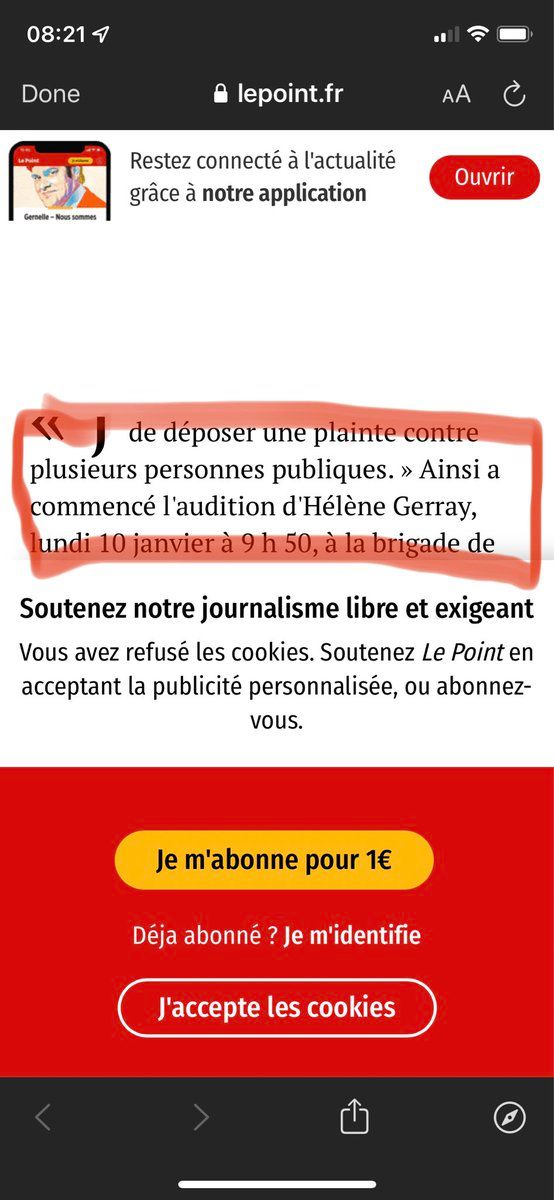 08:21
Done
lepoint.fr
AA
Le Point
Gernelle – Nous sommes
Restez connecté à l'actualité
grâce à notre application
Ouvrir
« J de déposer une plainte contre
plusieurs personnes publiques. » Ainsi a
commencé l'audition d'Hélène Gerray,
lundi 10 janvier à 9 h 50, à la brigade de
Soutenez notre journalisme libre et exigeant
Vous avez refusé les cookies. Soutenez Le Point en
acceptant la publicité personnalisée, ou abonnez-
vous.
Je m'abonne pour 1€
Déja abonné ? Je m'identifie
J'accepte les cookies